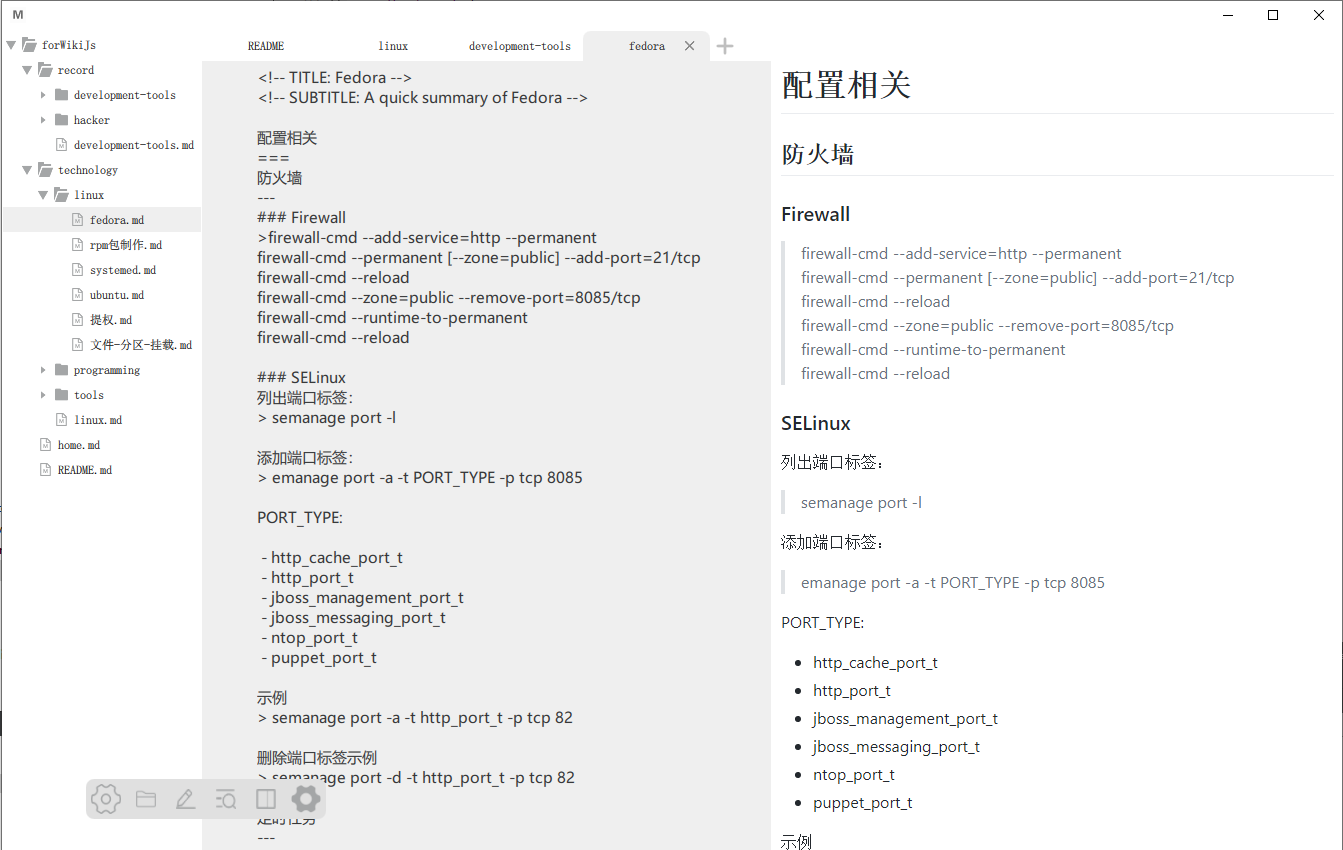 M
forWikiJs
record
development-tools
hacker
development-tools.md
technology
linux
fedora.md
rpm包制作.md
systemed.md
ubuntu.md
提权.md
文件-分区-挂载.md
programming
tools
linux.md
home.md
README.md
README
linux
development-tools
fedora
<!-- TITLE: Fedora -->
<!-- SUBTITLE: A quick summary of Fedora -->
配置相关
===
防火墙
---
### Firewall
>firewall-cmd --add-service=http --permanent
firewall-cmd --permanent [--zone=public] --add-port=21/tcp
firewall-cmd --reload
firewall-cmd --zone=public --remove-port=8085/tcp
firewall-cmd --runtime-to-permanent
firewall-cmd --reload
### SELinux
列出端口标签：
> semanage port -l
添加端口标签：
> emanage port -a -t PORT_TYPE -p tcp 8085
PORT_TYPE:
- http_cache_port_t
- http_port_t
- jboss_management_port_t
- jboss_messaging_port_t
- ntop_port_t
- puppet_port_t
示例
> semanage port -a -t http_port_t -p tcp 82
删除端口标签示例
> semanage port -d -t http_port_t -p tcp 82
定时任务
---
配置相关
防火墙
Firewall
firewall-cmd --add-service=http --permanent
firewall-cmd --permanent [--zone=public] --add-port=21/tcp
firewall-cmd --reload
firewall-cmd --zone=public --remove-port=8085/tcp
firewall-cmd --runtime-to-permanent
firewall-cmd --reload
SELinux
列出端口标签：
semanage port -l
添加端口标签：
emanage port -a -t PORT_TYPE -p tcp 8085
PORT_TYPE:
http_cache_port_t
http_port_t
jboss_management_port_t
jboss_messaging_port_t
ntop_port_t
puppet_port_t
示例